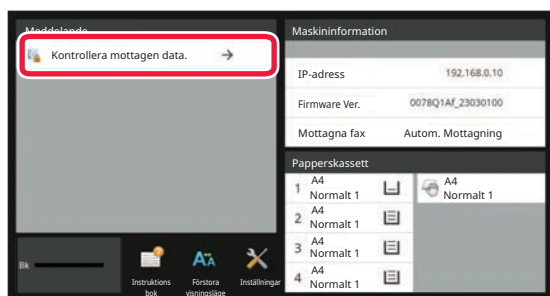 Meddelande
Kontrollera mottagen data.
Maskininformation
IP-adress 192.168.0.10
Firmware Ver. 0078Q1Af_23030100
Mottagna fax Autom. Mottagning
Papperskassett
1 A4
Normalt 1
A4
Normalt 1
2 A4
Normalt 1
3 A4
Normalt 1
4 A4
Normalt 1
Bk
Instruktions
bok
Förstora
visningsläge
Inställningar